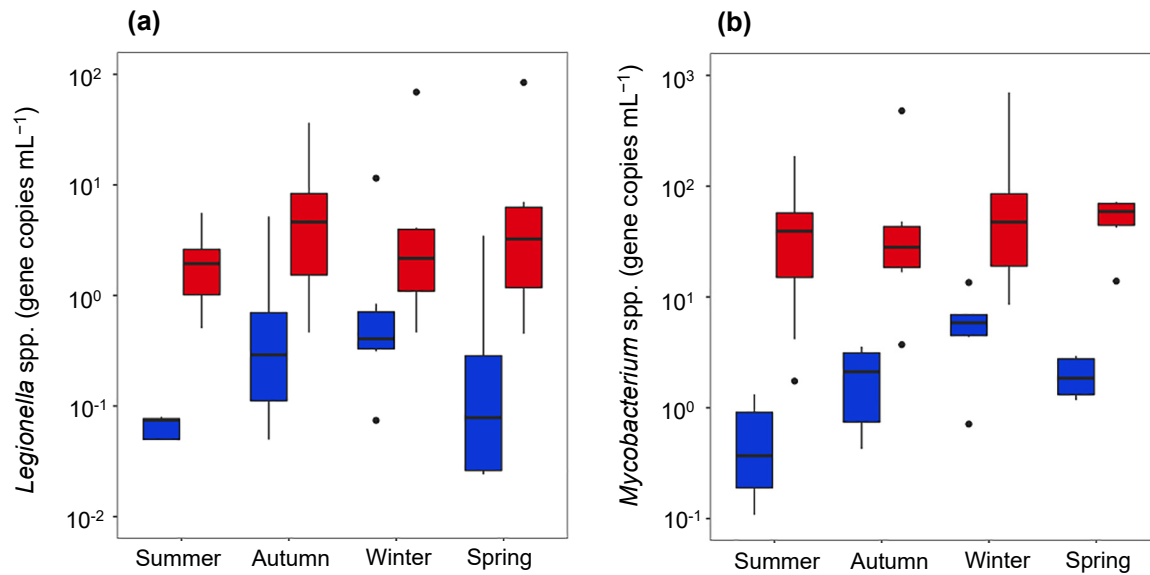 (a)
Legionella spp. (gene copies mL⁻¹)
10²
10¹
10⁰
10⁻¹
10⁻²
Summer Autumn Winter Spring
(b)
Mycobacterium spp. (gene copies mL⁻¹)
10³
10²
10¹
10⁰
10⁻¹
Summer Autumn Winter Spring